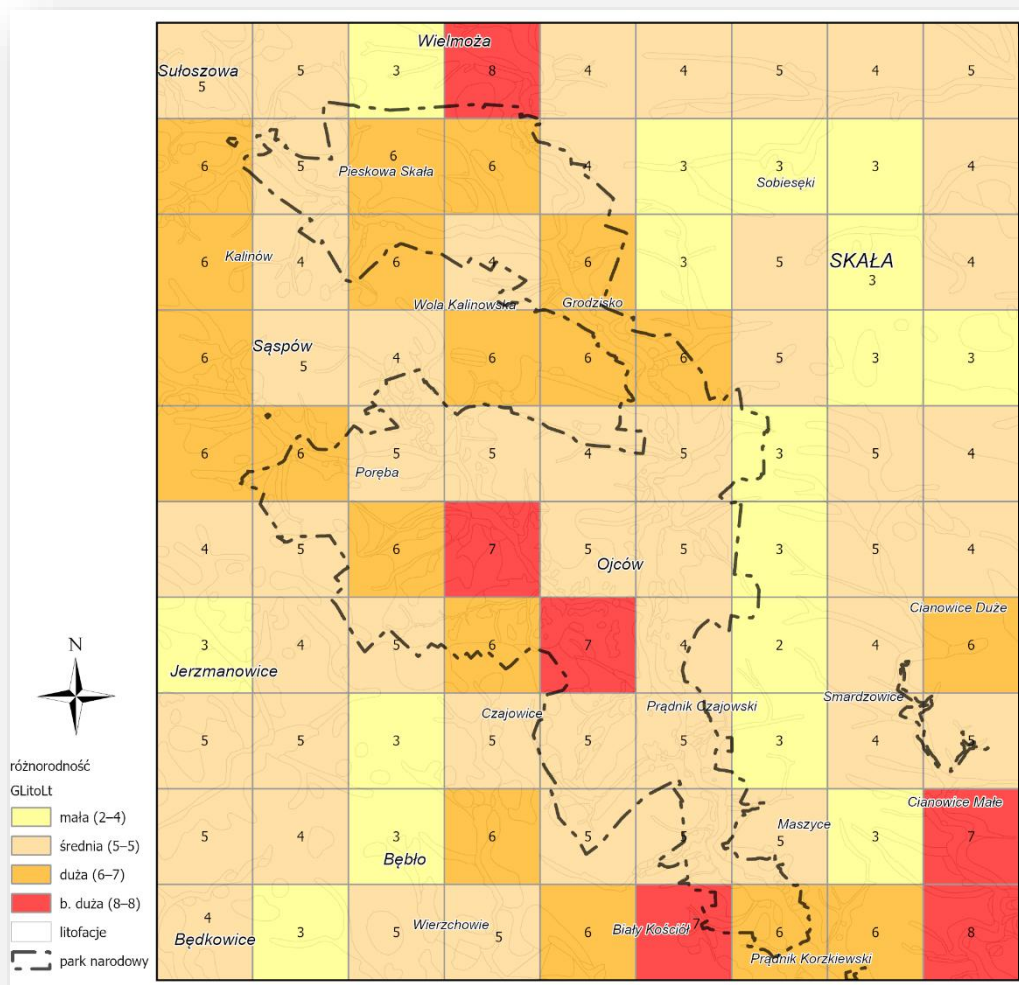 Wielmoża
Sułoszowa
5 5 3 8 4 4 5 4 5
6 5 6 6 4 3 3 3 4
Pieskowa Skała
Sobiesęki
Kalinów
SKAŁA
6 4 6 4 6 3 5 3 4
Wola Kalinowska
Grodzisko
Sąspów
6 5 4 6 6 6 5 3 3
6 6 5 5 4 5 3 5 4
Poręba
4 5 6 7 5 5 3 5 4
Ojców
Cianowice Duże
3 4 5 6 7 4 2 4 6
Jerzmanowice
N
Smardzowice
Czajowice
Prądnik Czajowski
5 5 3 5 5 5 3 4 5
Cianowice Małe
Maszyce
5 4 3 6 5 5 5 3 7
Bębło
4 3 5 5 6 7 6 6 8
Będkowice
Wierzchowie
Biały Kościół
Prądnik Korzkiewski
różnorodność
GLitoLt
mała (2–4)
średnia (5–5)
duża (6–7)
b. duża (8–8)
litofacje
park narodowy